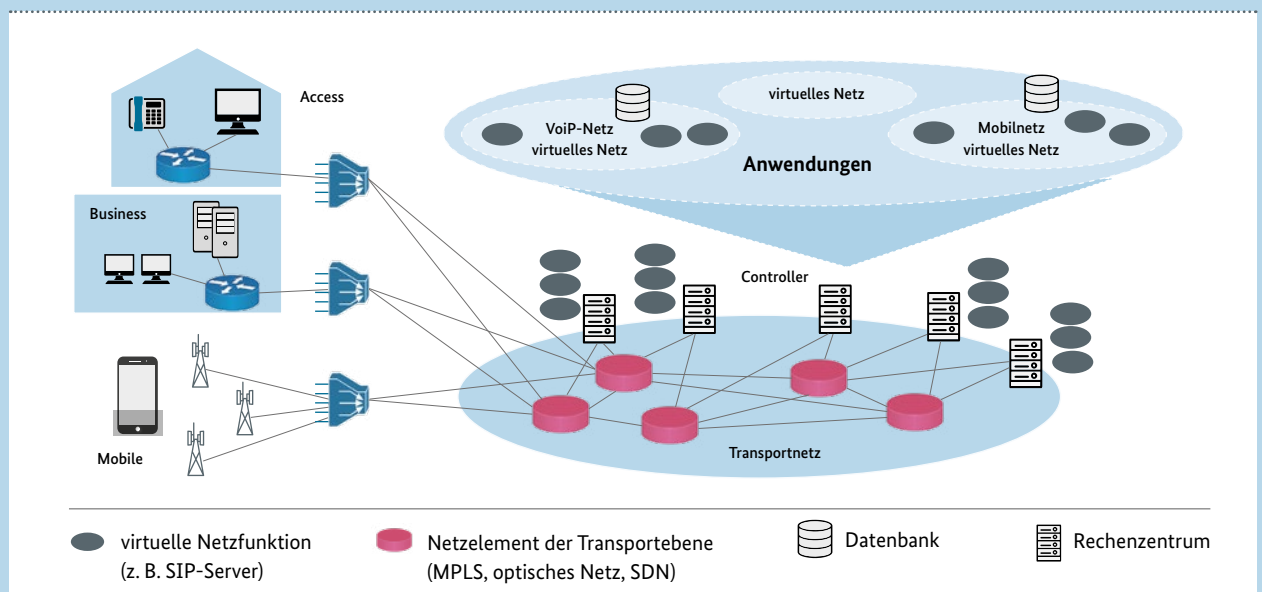 Access
virtuelles Netz
VoiP-Netz
virtuelles Netz
Mobilnetz
virtuelles Netz
Anwendungen
Business
Controller
Mobile
Transportnetz
virtuelle Netzfunktion
(z. B. SIP-Server)
Netzelement der Transportebene
(MPLS, optisches Netz, SDN)
Datenbank
Rechenzentrum